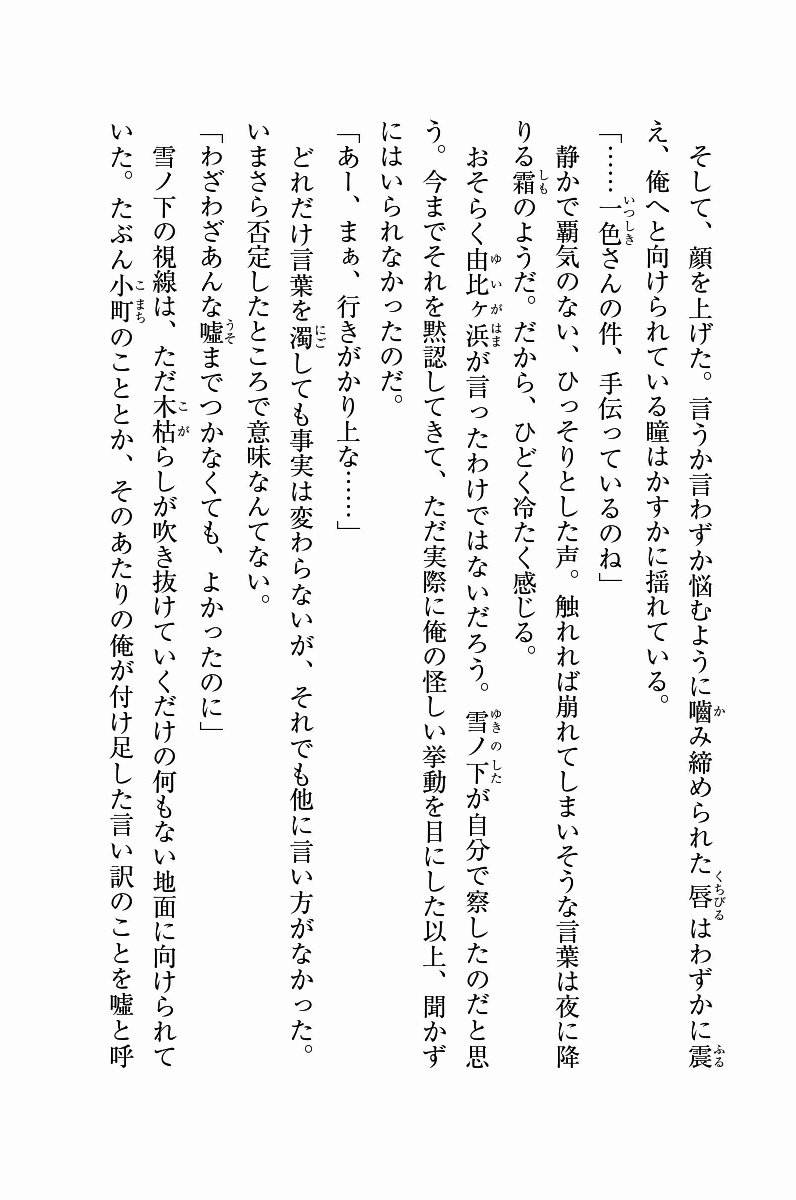 そして、顔を上げた。言うか言わずか悩むように嚙み締められた唇はわずかに震
え、俺へと向けられている瞳はかすかに揺れている。
「……一色さんの件、手伝っているのね」
静かで覇気のない、ひっそりとした声。触れれば崩れてしまいそうな言葉は夜に降
りる霜のようだ。だから、ひどく冷たく感じる。
おそらく由比ヶ浜が言ったわけではないだろう。雪ノ下が自分で察したのだと思
う。今までそれを黙認してきて、ただ実際に俺の怪しい挙動を目にした以上、聞かず
にはいられなかったのだ。
「あー、まぁ、行きがかり上な……」
どれだけ言葉を濁しても事実は変わらないが、それでも他に言い方がなかった。
いまさら否定したところで意味なんてない。
「わざわざあんな嘘までつかなくても、よかったのに」
雪ノ下の視線は、ただ木枯らしが吹き抜けていくだけの何もない地面に向けられて
いた。たぶん小町のこととか、そのあたりの俺が付け足した言い訳のことを嘘と呼